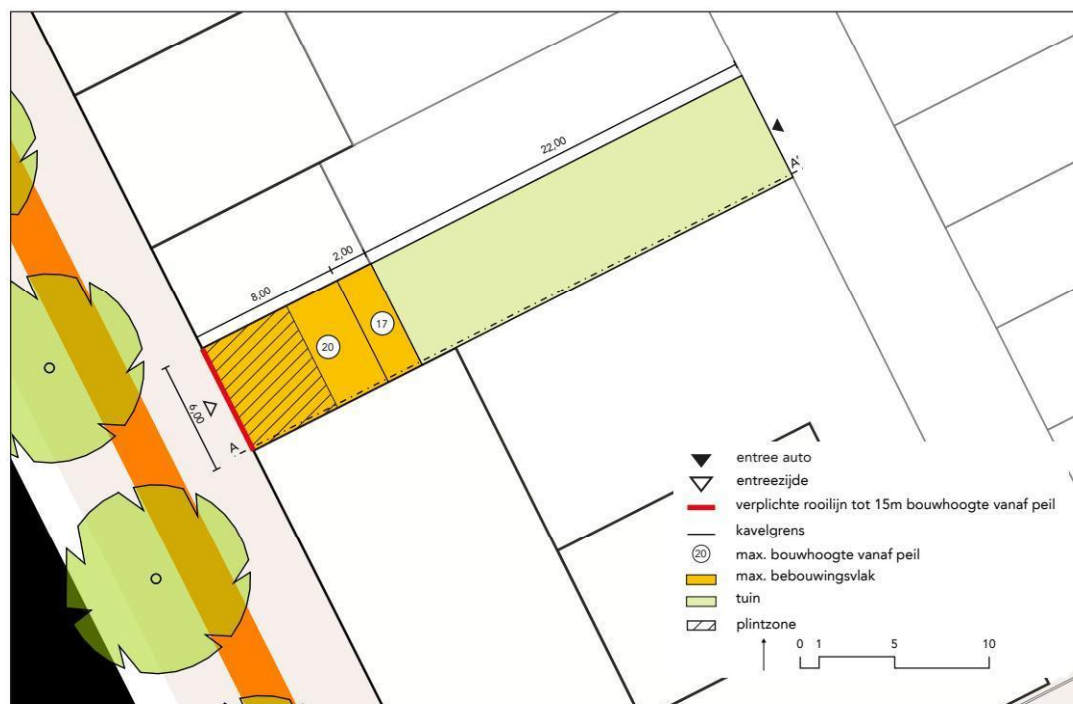 22,00
A'
2,00
8,00
17
20
6,00
A
entree auto
entreezijde
verplichte rooilijn tot 15m bouwhoogte vanaf peil
kavelgrens
20 max. bouwhoogte vanaf peil
max. bebouwingsvlak
tuin
plintzone
0 1 5 10